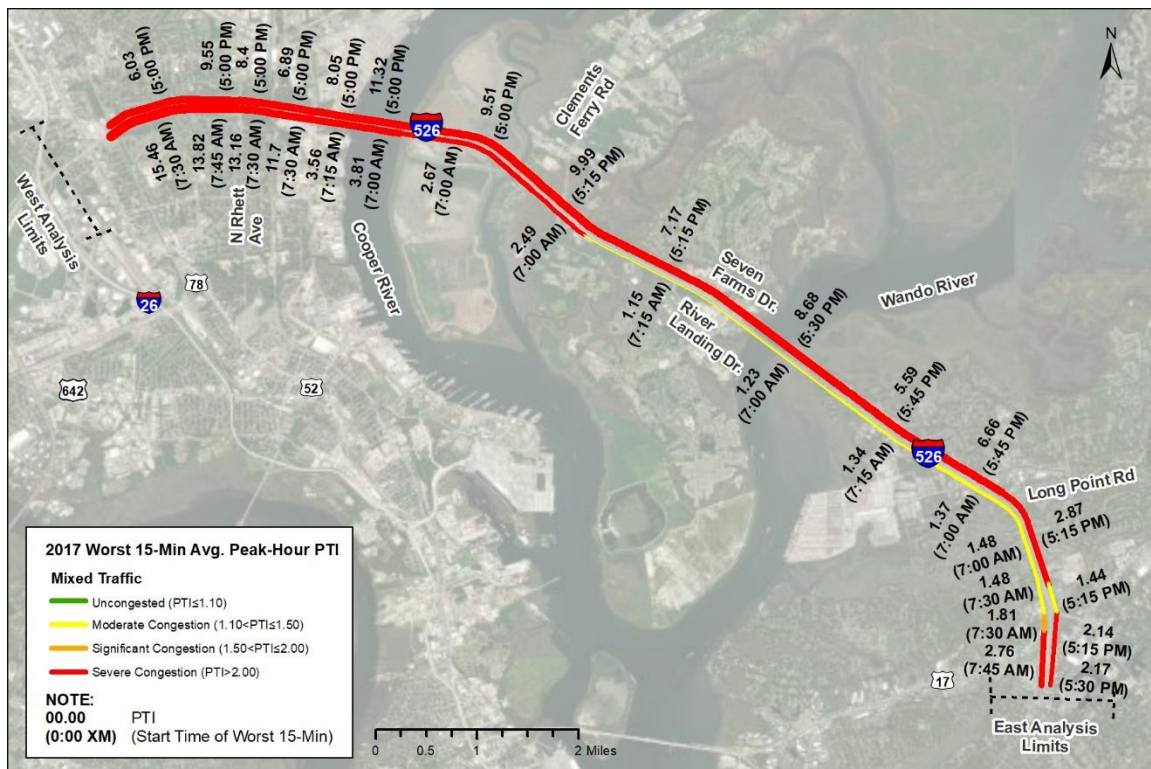 N
6.03
(5:00 PM)
9.55
(5:00 PM)
8.4
(5:00 PM)
6.89
(5:00 PM)
8.05
(5:00 PM)
11.32
(5:00 PM)
9.51
(5:00 PM)
Clements
Ferry Rd
526
9.99
(5:15 PM)
15.46
(7:30 AM)
13.82
(7:45 AM)
13.16
(7:30 AM)
11.7
(7:30 AM)
3.56
(7:15 AM)
3.81
(7:00 AM)
2.67
(7:00 AM)
2.49
(7:00 AM)
West Analysis
Limits
N Rhett
Ave
Cooper River
7.17
(5:15 PM)
Seven
Farms Dr.
Wando River
1.15
(7:15 AM)
River
Landing Dr.
8.68
(5:30 PM)
26
78
642
52
1.23
(7:00 AM)
5.59
(5:45 PM)
1.34
(7:15 AM)
526
6.66
(5:45 PM)
Long Point Rd
1.37
(7:00 AM)
2.87
(5:15 PM)
1.48
(7:00 AM)
1.48
(7:30 AM)
1.44
(5:15 PM)
1.81
(7:30 AM)
2.14
(5:15 PM)
2.76
(7:45 AM)
2.17
(5:30 PM)
17
East Analysis
Limits
2017 Worst 15-Min Avg. Peak-Hour PTI
Mixed Traffic
Uncongested (PTI≤1.10)
Moderate Congestion (1.10<PTI≤1.50)
Significant Congestion (1.50<PTI≤2.00)
Severe Congestion (PTI>2.00)
NOTE:
00.00 PTI
(0:00 XM) (Start Time of Worst 15-Min)
0 0.5 1 2 Miles